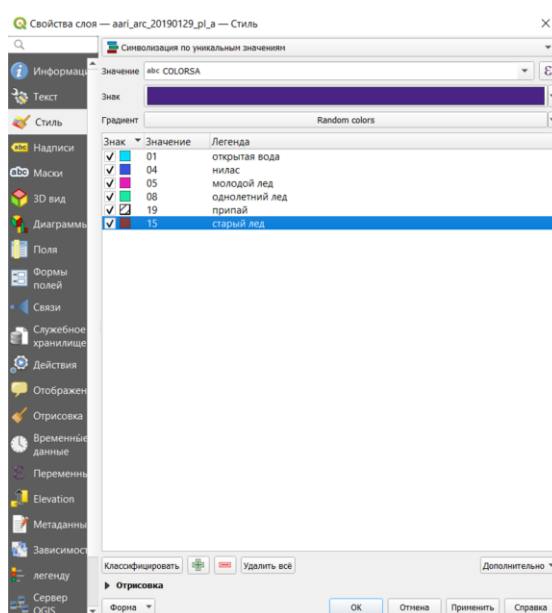 Свойства слоя — aari_arc_20190129_pl_a — Стиль
Символизация по уникальным значениям
Информаци
Значение abc COLORSA
Текст
Знак
Стиль
Градиент Random colors
Надписи
Знак Значение Легенда
01 открытая вода
Маски
04 нилас
05 молодой лед
3D вид
08 однолетний лед
19 припай
Диаграммы
15 старый лед
Поля
Формы
полей
Связи
Служебное
хранилище
Действия
Отображен
Отрисовка
Временные
данные
Переменнь
Elevation
Метаданны
Зависимост
Классифицировать Удалить всё Дополнительно
легенду
Отрисовка
Сервер
QGIS
Форма OK Отмена Применить Справка